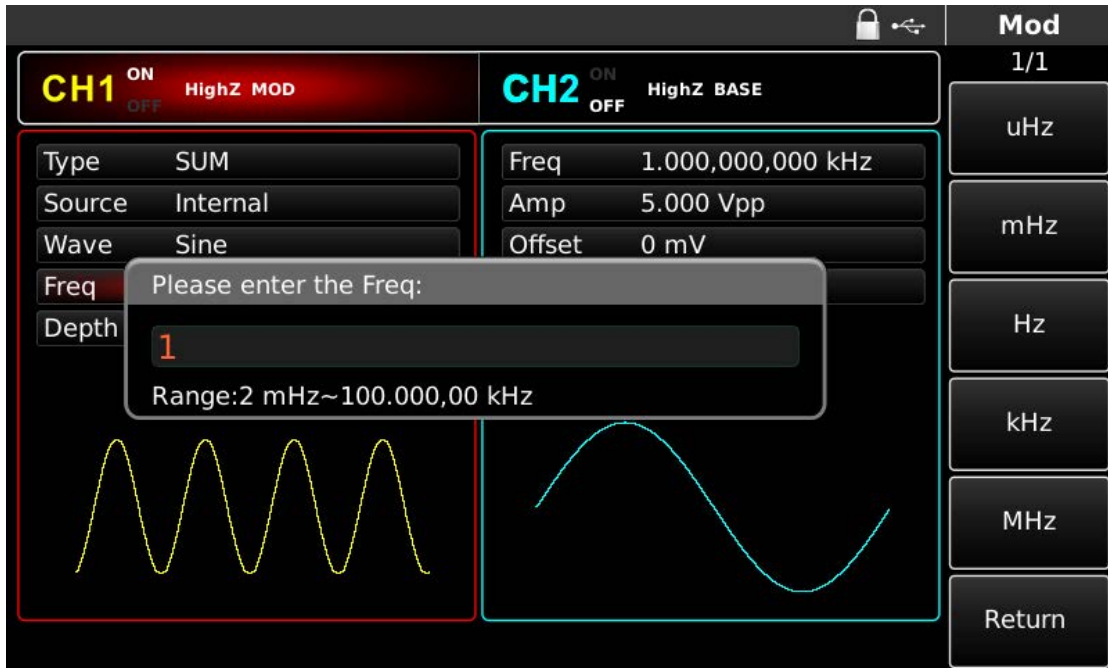 Mod
1/1
CH1 ON OFF HighZ MOD
CH2 ON OFF HighZ BASE
Type SUM
Source Internal
Wave Sine
Freq
Depth
Freq 1.000,000,000 kHz
Amp 5.000 Vpp
Offset 0 mV
Please enter the Freq:
1
Range:2 mHz~100.000,00 kHz
uHz
mHz
Hz
kHz
MHz
Return